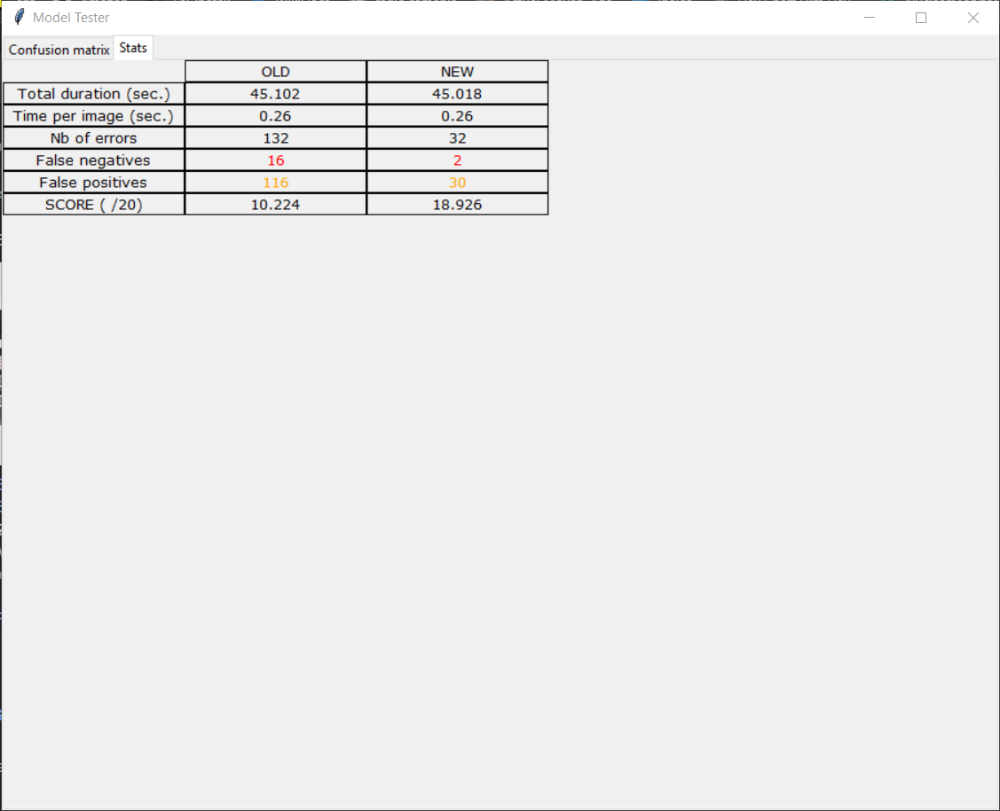 Model Tester
Confusion matrix Stats
OLD NEW
Total duration (sec.) 45.102 45.018
Time per image (sec.) 0.26 0.26
Nb of errors 132 32
False negatives 16 2
False positives 116 30
SCORE ( /20) 10.224 18.926